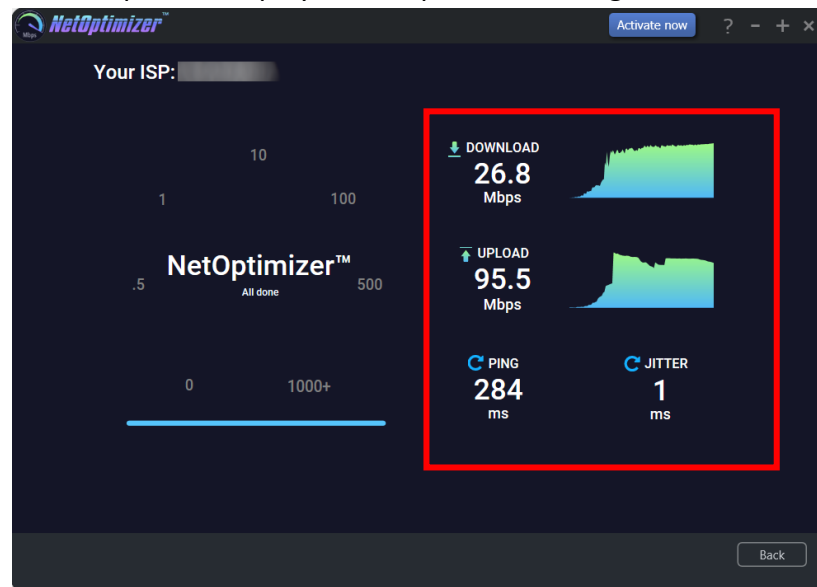 NetOptimizer™
Activate now
? - + ×
Mbps
Your ISP:
10
1
100
.5
NetOptimizer™
500
All done
0
1000+
DOWNLOAD
26.8
Mbps
UPLOAD
95.5
Mbps
PING
284
ms
JITTER
1
ms
Back